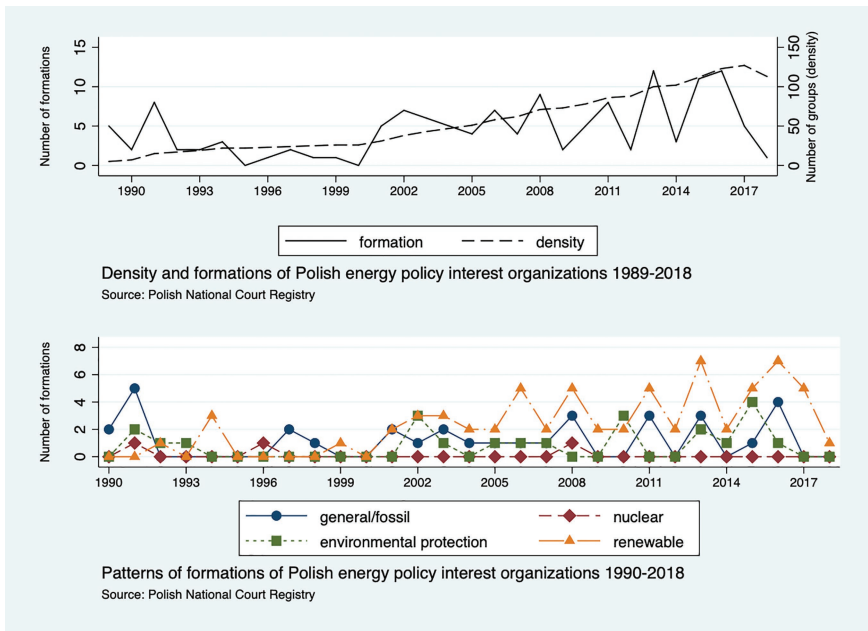 15
10
5
0
Number of formations
150
100
50
0
Number of groups (density)
1990 1993 1996 1999 2002 2005 2008 2011 2014 2017
formation density
Density and formations of Polish energy policy interest organizations 1989-2018
Source: Polish National Court Registry
8
6
4
2
0
Number of formations
1990 1993 1996 1999 2002 2005 2008 2011 2014 2017
general/fossil nuclear
environmental protection renewable
Patterns of formations of Polish energy policy interest organizations 1990-2018
Source: Polish National Court Registry